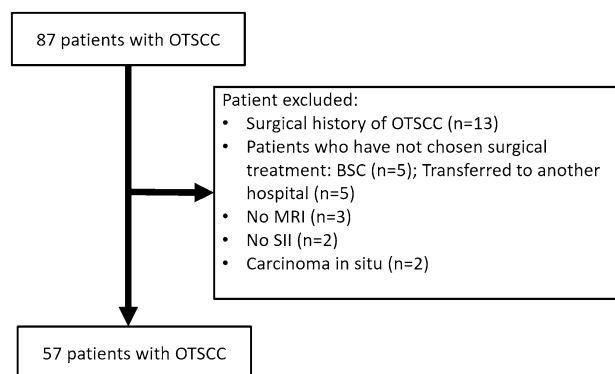 87 patients with OTSCC
Patient excluded:
• Surgical history of OTSCC (n=13)
• Patients who have not chosen surgical
treatment: BSC (n=5); Transferred to another
hospital (n=5)
• No MRI (n=3)
• No SII (n=2)
• Carcinoma in situ (n=2)
57 patients with OTSCC